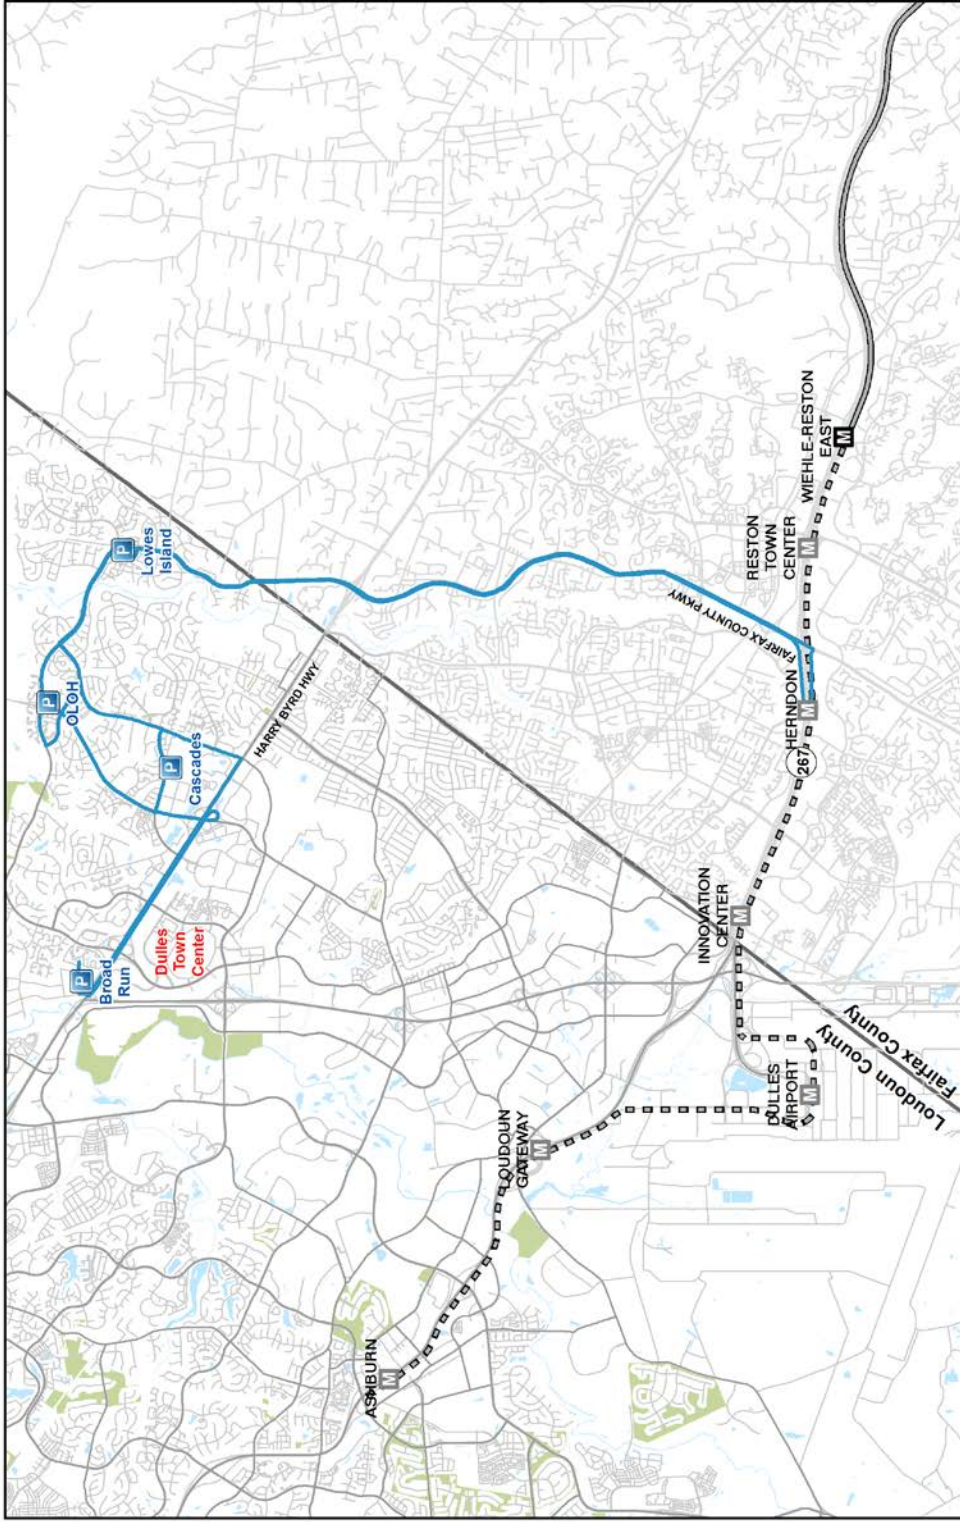 P
Broad
Run
Dulles
Town
Center
P
OLOH
P
Cascades
P
Lowes
Island
HARRY BYRD HWY
FAIRFAX COUNTY PKWY
ASHBURN
M
LOUDOUN
GATEWAY
M
DULLES
AIRPORT
M
INNOVATION
CENTER
M
267
HERNDON
M
RESTON
TOWN
CENTER
M
WIEHLE-RESTON
EAST
M
Loudoun County
Fairfax County